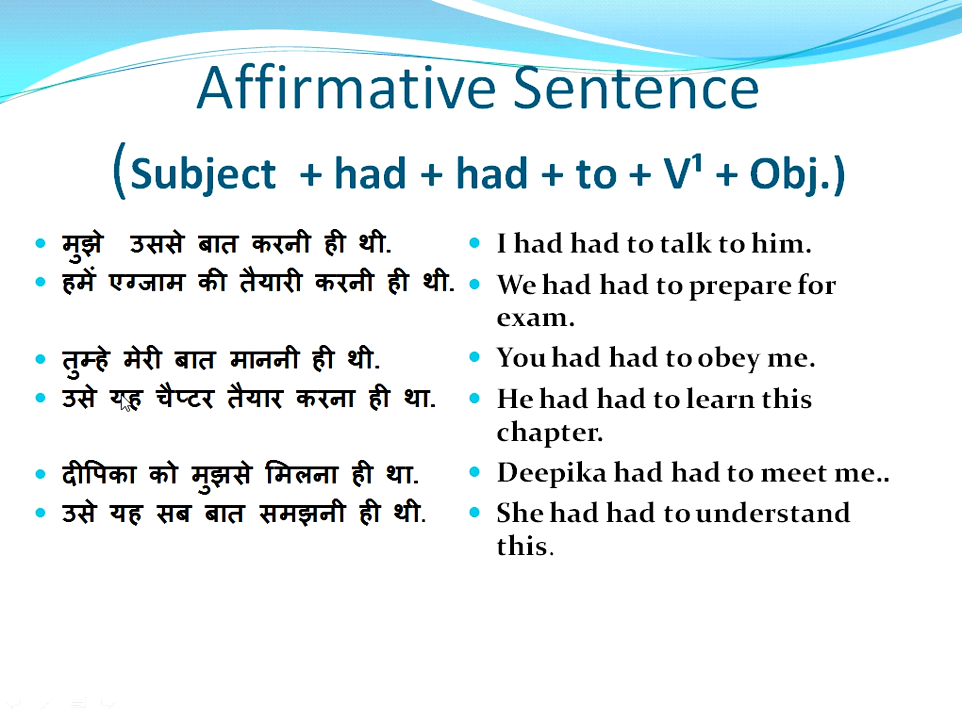 Affirmative Sentence
(Subject + had + had + to + V¹ + Obj.)
• मुझे उससे बात करनी ही थी.
• हमें एग्जाम की तैयारी करनी ही थी.
• तुम्हे मेरी बात माननी ही थी.
• उसे यह चैप्टर तैयार करना ही था.
• दीपिका को मुझसे मिलना ही था.
• उसे यह सब बात समझनी ही थी.
• I had had to talk to him.
• We had had to prepare for
exam.
• You had had to obey me.
• He had had to learn this
chapter.
• Deepika had had to meet me..
• She had had to understand
this.